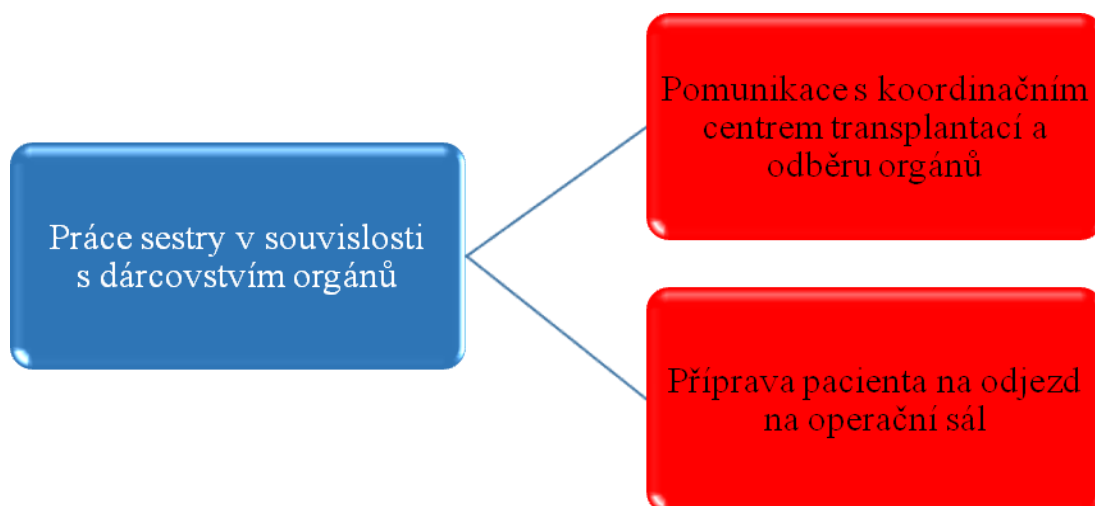 Práce sestry v souvislosti
s dárcovstvím orgánů
Pomunikace s koordinačním
centrem transplantací a
odběru orgánů
Příprava pacienta na odjezd
na operační sál